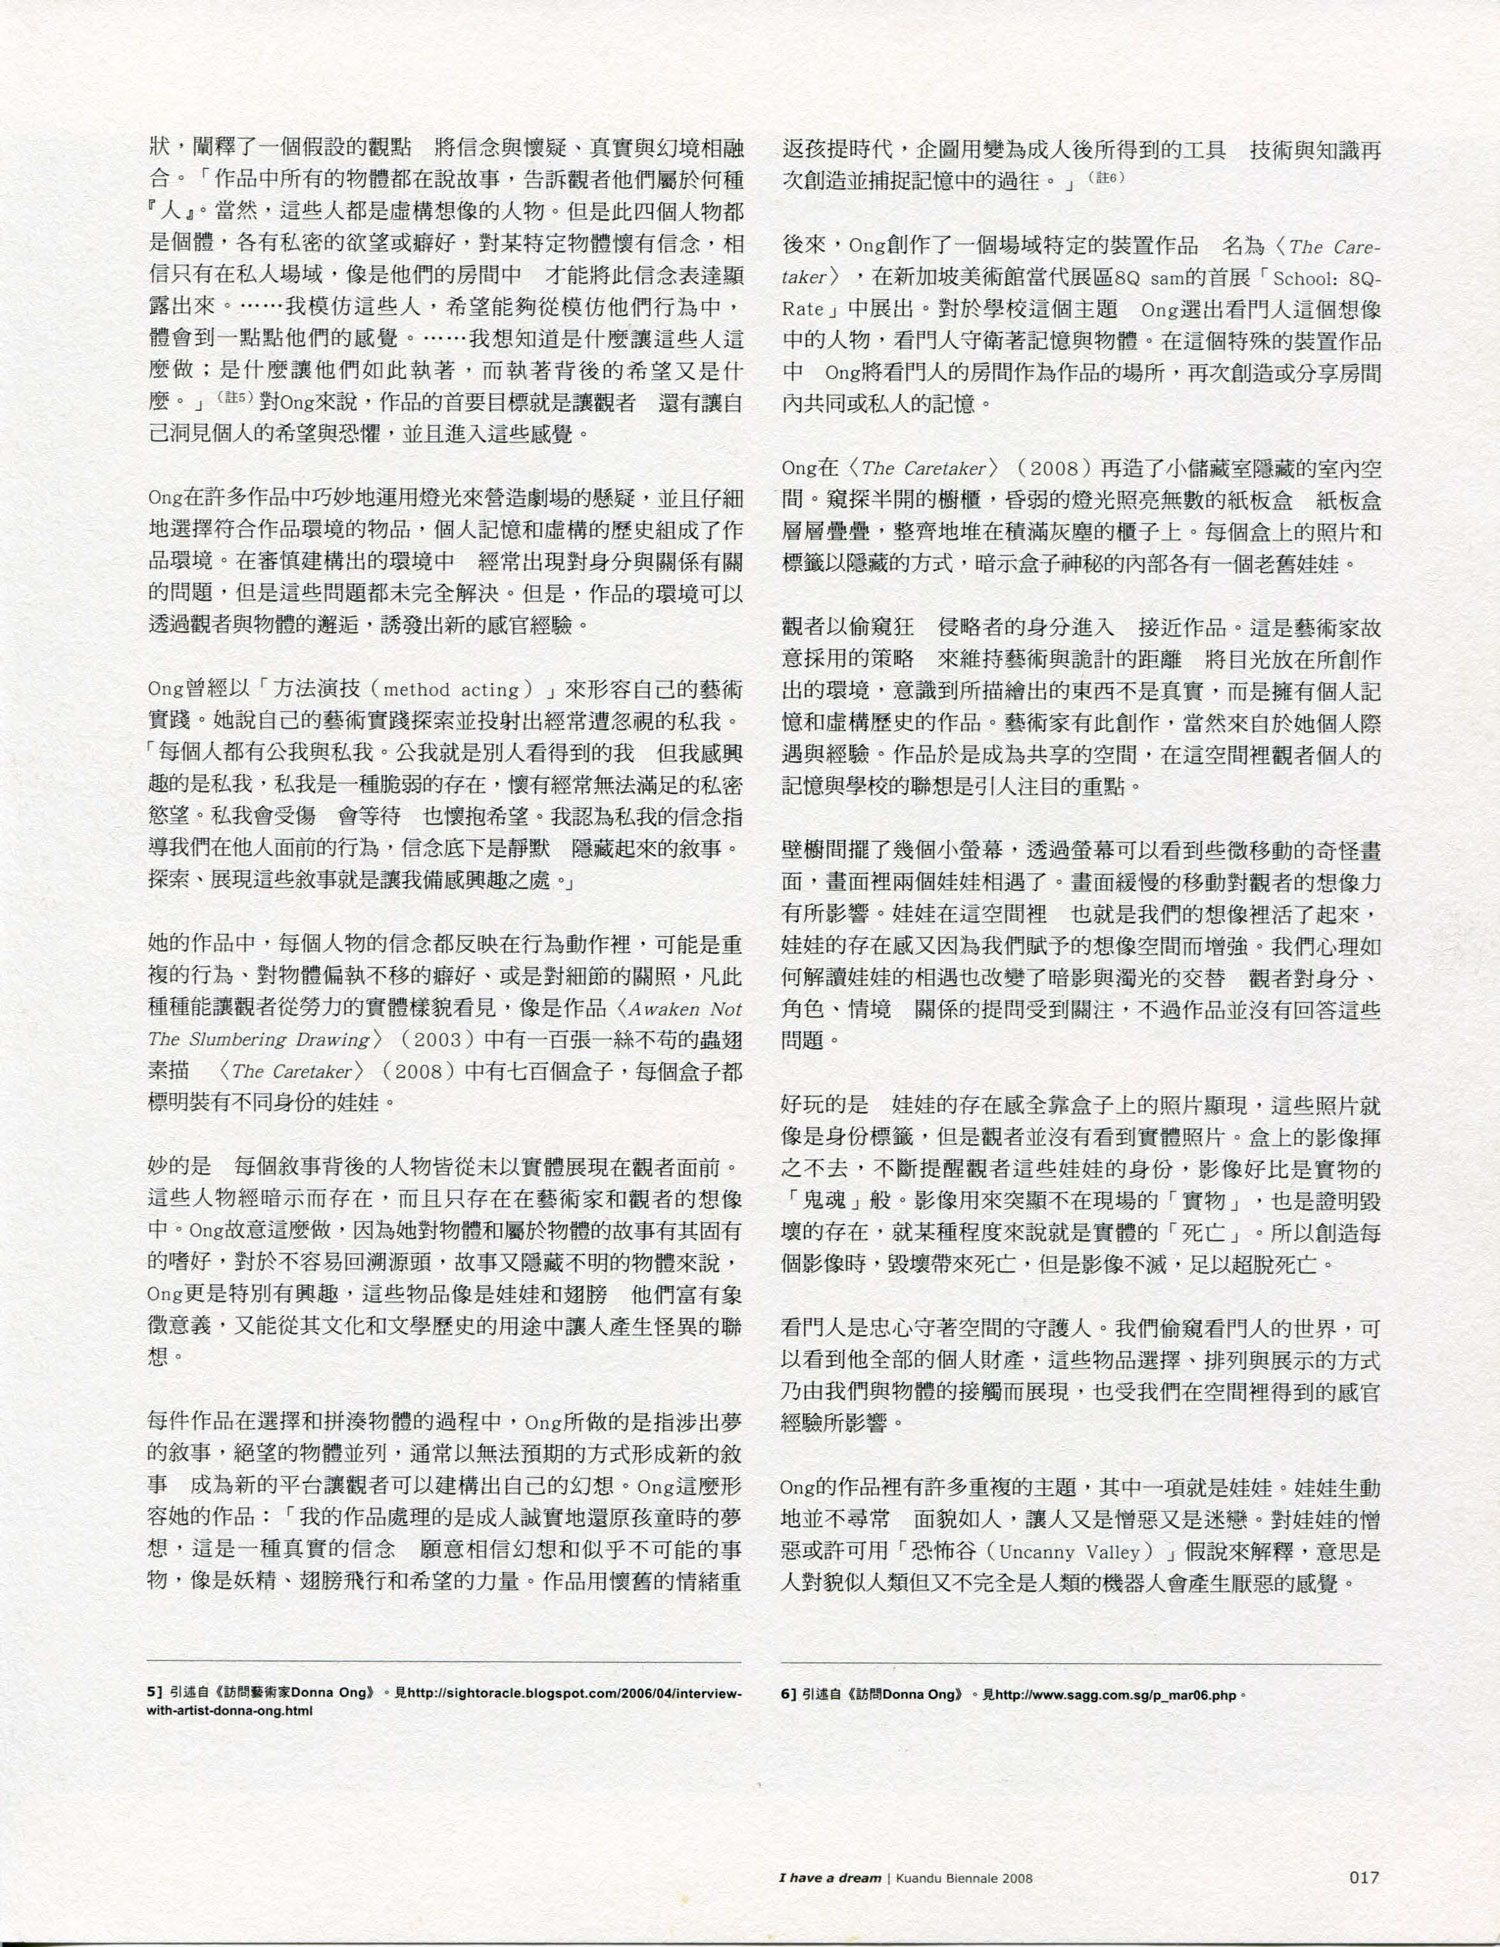 狀，闡釋了一個假設的觀點　將信念與懷疑、真實與幻境相融
合。「作品中所有的物體都在說故事，告訴觀者他們屬於何種
『人』。當然，這些人都是虛構想像的人物。但是此四個人物都
是個體，各有私密的欲望或癖好，對某特定物體懷有信念，相
信只有在私人場域，像是他們的房間中　才能將此信念表達顯
露出來。……我模仿這些人，希望能夠從模仿他們行為中，
體會到一點點他們的感覺。……我想知道是什麼讓這些人這
麼做；是什麼讓他們如此執著，而執著背後的希望又是什
麼。」（註5）對Ong來說，作品的首要目標就是讓觀者　還有讓自
己洞見個人的希望與恐懼，並且進入這些感覺。
Ong在許多作品中巧妙地運用燈光來營造劇場的懸疑，並且仔細
地選擇符合作品環境的物品，個人記憶和虛構的歷史組成了作
品環境。在審慎建構出的環境中　經常出現對身分與關係有關
的問題，但是這些問題都未完全解決。但是，作品的環境可以
透過觀者與物體的邂逅，誘發出新的感官經驗。
Ong曾經以「方法演技（method acting）」來形容自己的藝術
實踐。她說自己的藝術實踐探索並投射出經常遭忽視的私我。
「每個人都有公我與私我。公我就是別人看得到的我　但我感興
趣的是私我，私我是一種脆弱的存在，懷有經常無法滿足的私密
慾望。私我會受傷　會等待　也懷抱希望。我認為私我的信念指
導我們在他人面前的行為，信念底下是靜默　隱藏起來的敘事。
探索、展現這些敘事就是讓我備感興趣之處。」
她的作品中，每個人物的信念都反映在行為動作裡，可能是重
複的行為、對物體偏執不移的癖好、或是對細節的關照，凡此
種種能讓觀者從勞力的實體樣貌看見，像是作品〈Awaken Not
The Slumbering Drawing〉（2003）中有一百張一絲不苟的蟲翅
素描　〈The Caretaker〉（2008）中有七百個盒子，每個盒子都
標明裝有不同身份的娃娃。
妙的是　每個敘事背後的人物皆從未以實體展現在觀者面前。
這些人物經暗示而存在，而且只存在在藝術家和觀者的想像
中。Ong故意這麼做，因為她對物體和屬於物體的故事有其固有
的嗜好，對於不容易回溯源頭，故事又隱藏不明的物體來說，
Ong更是特別有興趣，這些物品像是娃娃和翅膀　他們富有象
徵意義，又能從其文化和文學歷史的用途中讓人產生怪異的聯
想。
每件作品在選擇和拼湊物體的過程中，Ong所做的是指涉出夢
的敘事，絕望的物體並列，通常以無法預期的方式形成新的敘
事　成為新的平台讓觀者可以建構出自己的幻想。Ong這麼形
容她的作品：「我的作品處理的是成人誠實地還原孩童時的夢
想，這是一種真實的信念　願意相信幻想和似乎不可能的事
物，像是妖精、翅膀飛行和希望的力量。作品用懷舊的情緒重
5] 引述自《訪問藝術家Donna Ong》。見http://sightoracle.blogspot.com/2006/04/interview-
with-artist-donna-ong.html
返孩提時代，企圖用變為成人後所得到的工具　技術與知識再
次創造並捕捉記憶中的過往。」（註6）
後來，Ong創作了一個場域特定的裝置作品　名為〈The Care-
taker〉，在新加坡美術館當代展區8Q sam的首展「School: 8Q-
Rate」中展出。對於學校這個主題　Ong選出看門人這個想像
中的人物，看門人守衛著記憶與物體。在這個特殊的裝置作品
中　Ong將看門人的房間作為作品的場所，再次創造或分享房間
內共同或私人的記憶。
Ong在〈The Caretaker〉（2008）再造了小儲藏室隱藏的室內空
間。窺探半開的櫥櫃，昏弱的燈光照亮無數的紙板盒　紙板盒
層層疊疊，整齊地堆在積滿灰塵的櫃子上。每個盒上的照片和
標籤以隱藏的方式，暗示盒子神秘的內部各有一個老舊娃娃。
觀者以偷窺狂　侵略者的身分進入　接近作品。這是藝術家故
意採用的策略　來維持藝術與詭計的距離　將目光放在所創作
出的環境，意識到所描繪出的東西不是真實，而是擁有個人記
憶和虛構歷史的作品。藝術家有此創作，當然來自於她個人際
遇與經驗。作品於是成為共享的空間，在這空間裡觀者個人的
記憶與學校的聯想是引人注目的重點。
壁櫥間擺了幾個小螢幕，透過螢幕可以看到些微移動的奇怪畫
面，畫面裡兩個娃娃相遇了。畫面緩慢的移動對觀者的想像力
有所影響。娃娃在這空間裡　也就是我們的想像裡活了起來，
娃娃的存在感又因為我們賦予的想像空間而增強。我們心理如
何解讀娃娃的相遇也改變了暗影與濁光的交替　觀者對身分、
角色、情境　關係的提問受到關注，不過作品並沒有回答這些
問題。
好玩的是　娃娃的存在感全靠盒子上的照片顯現，這些照片就
像是身份標籤，但是觀者並沒有看到實體照片。盒上的影像揮
之不去，不斷提醒觀者這些娃娃的身份，影像好比是實物的
「鬼魂」般。影像用來突顯不在現場的「實物」，也是證明毀
壞的存在，就某種程度來說就是實體的「死亡」。所以創造每
個影像時，毀壞帶來死亡，但是影像不滅，足以超脫死亡。
看門人是忠心守著空間的守護人。我們偷窺看門人的世界，可
以看到他全部的個人財產，這些物品選擇、排列與展示的方式
乃由我們與物體的接觸而展現，也受我們在空間裡得到的感官
經驗所影響。
Ong的作品裡有許多重複的主題，其中一項就是娃娃。娃娃生動
地並不尋常　面貌如人，讓人又是憎惡又是迷戀。對娃娃的憎
惡或許可用「恐怖谷（Uncanny Valley）」假說來解釋，意思是
人對貌似人類但又不完全是人類的機器人會產生厭惡的感覺。
6] 引述自《訪問Donna Ong》。見http://www.sagg.com.sg/p_mar06.php。
I have a dream | Kuandu Biennale 2008
017